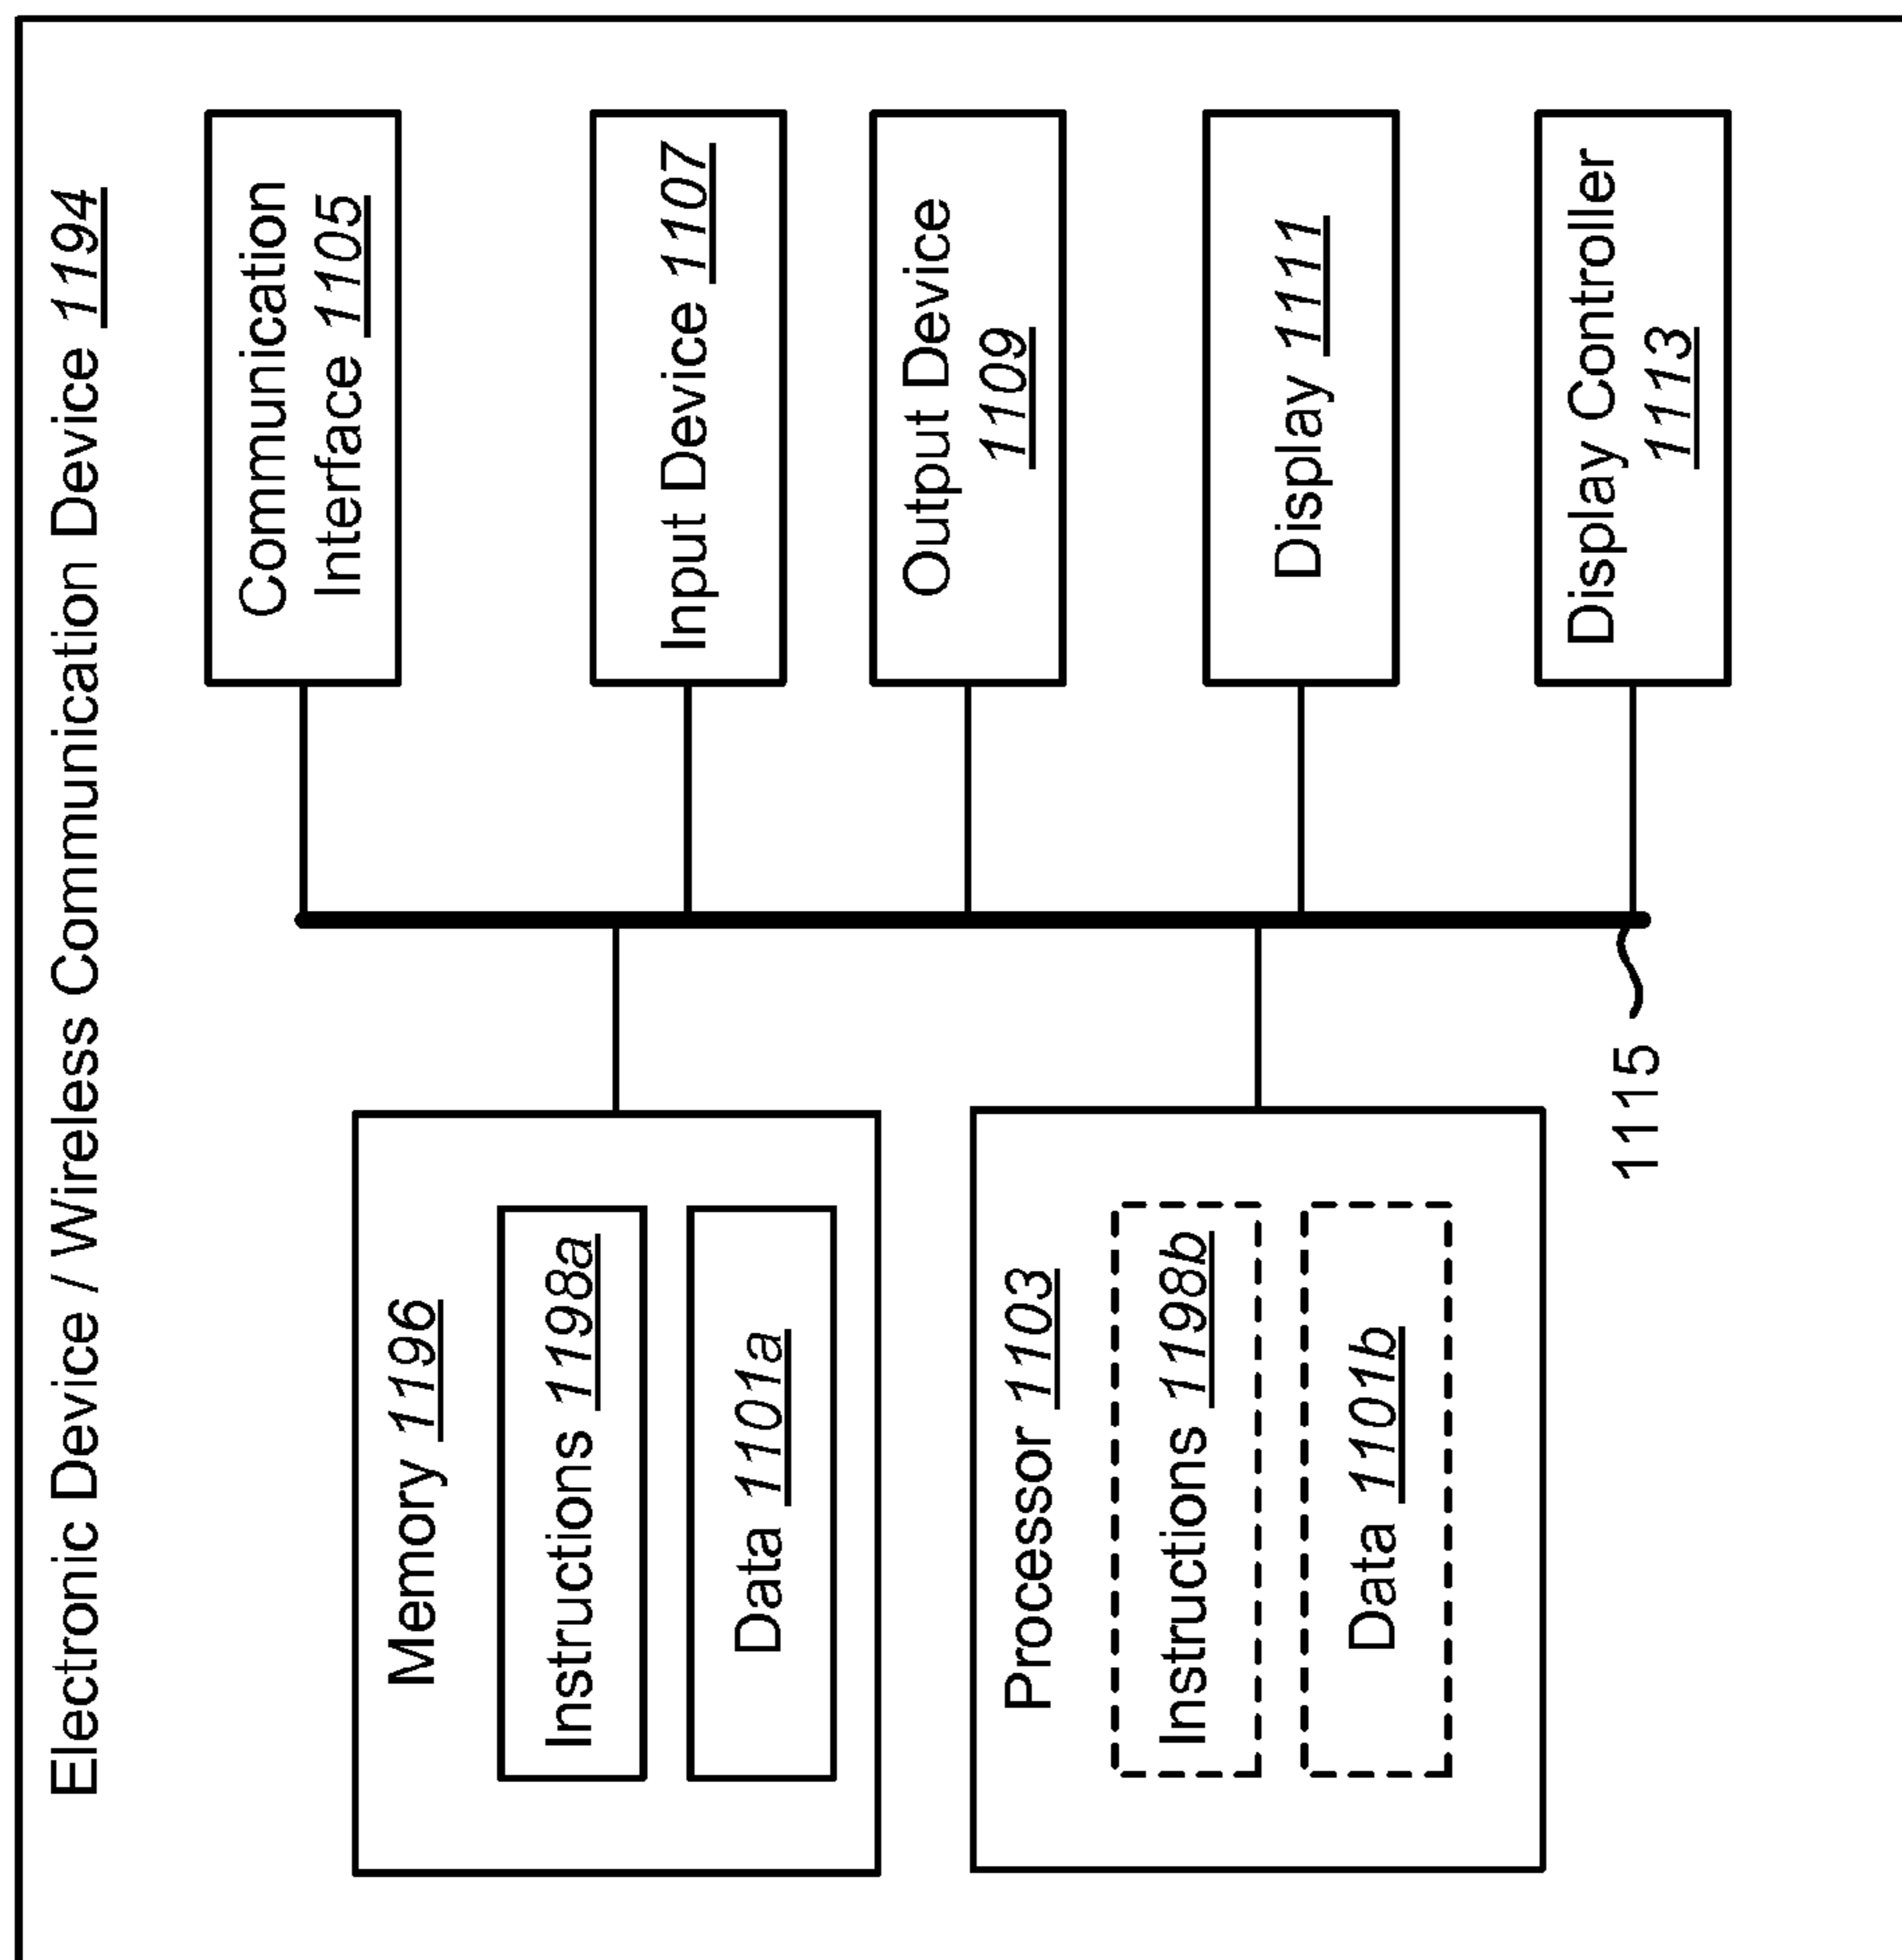 Electronic Device / Wireless Communication Device 1194
Memory 1196
Instructions 1198a
Data 1101a
Processor 1103
Instructions 1198b
Data 1101b
1115
Communication
Interface 1105
Input Device 1107
Output Device
1109
Display 1111
Display Controller
1113